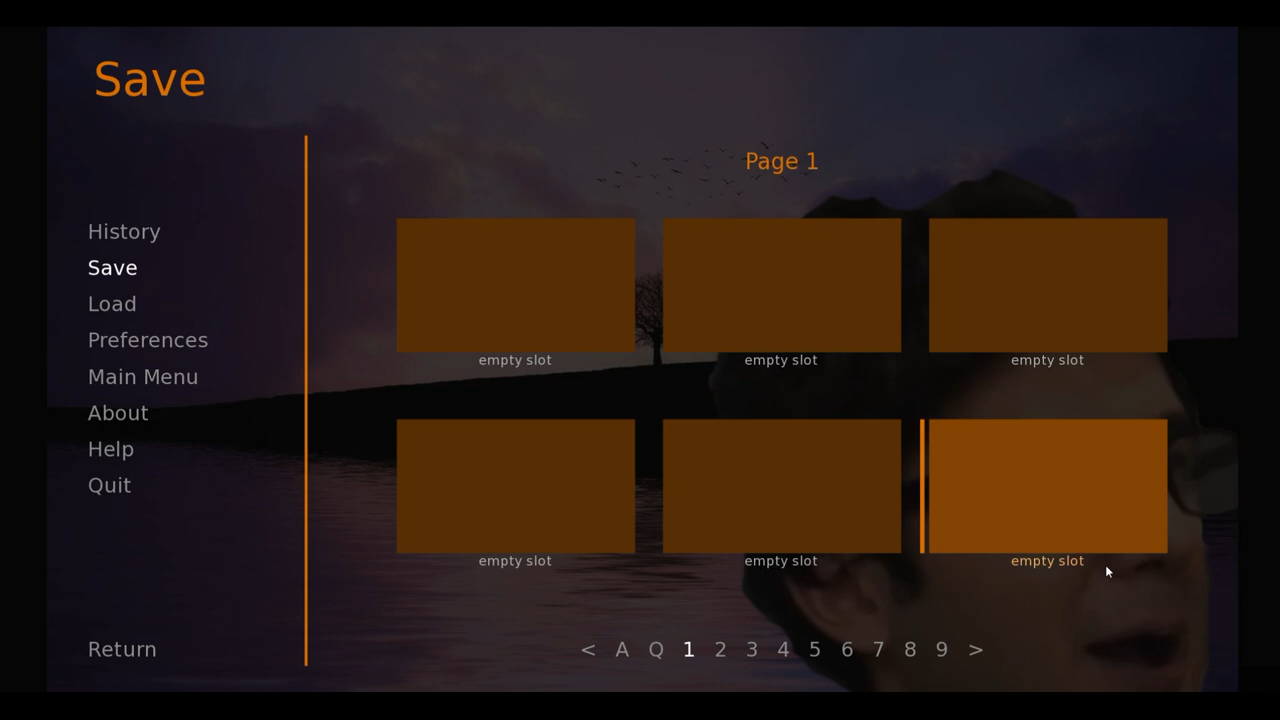 Save
Page 1
History
Save
Load
Preferences
Main Menu
About
Help
Quit
empty slot
empty slot
empty slot
empty slot
empty slot
empty slot
Return
< A Q 1 2 3 4 5 6 7 8 9 >